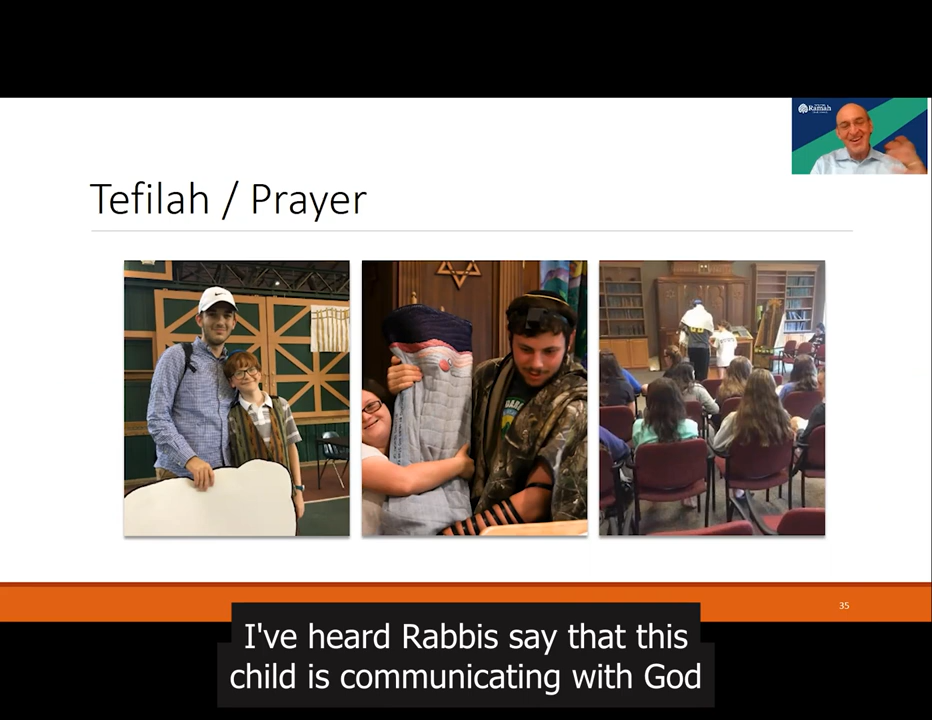 Ramah
Tefilah / Prayer
35
I've heard Rabbis say that this
child is communicating with God